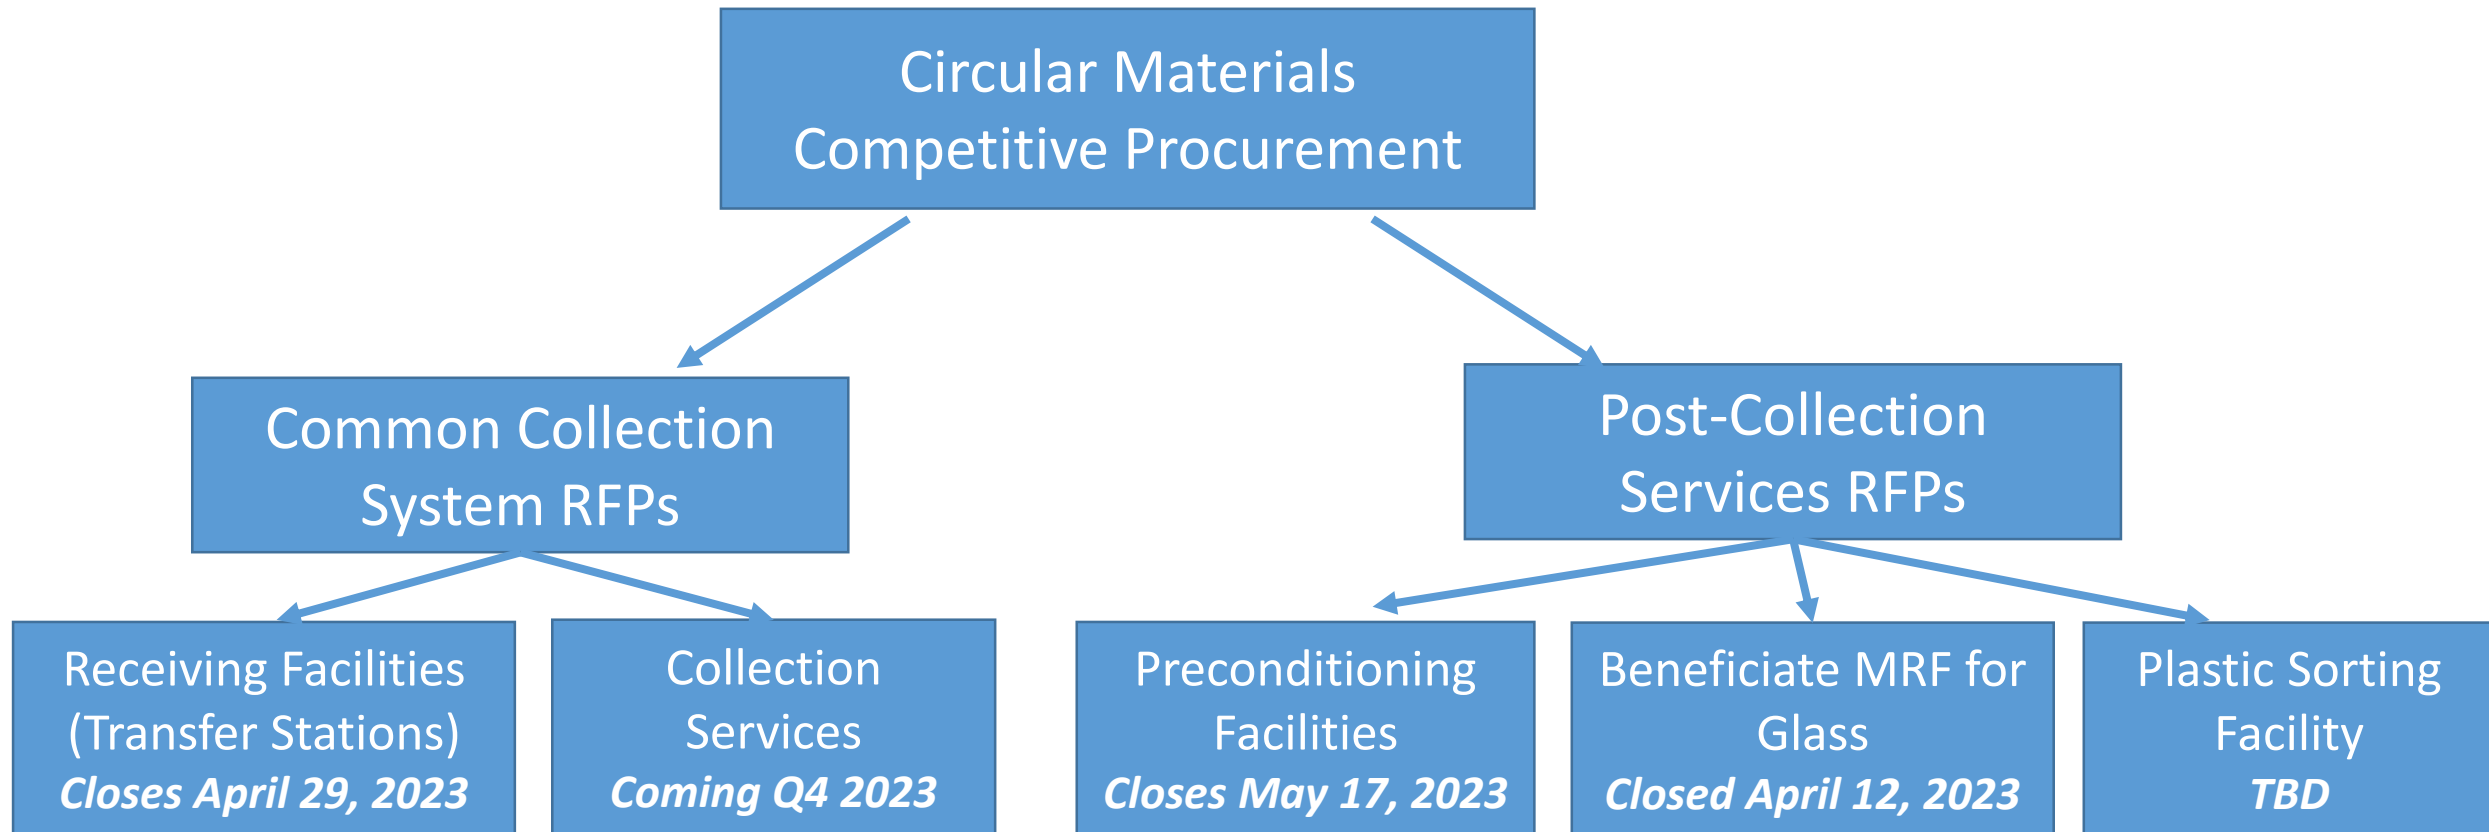 Circular Materials
Competitive Procurement
Common Collection
System RFPs
Post-Collection
Services RFPs
Receiving Facilities
(Transfer Stations)
Closes April 29, 2023
Collection
Services
Coming Q4 2023
Preconditioning
Facilities
Closes May 17, 2023
Beneficiate MRF for
Glass
Closed April 12, 2023
Plastic Sorting
Facility
TBD